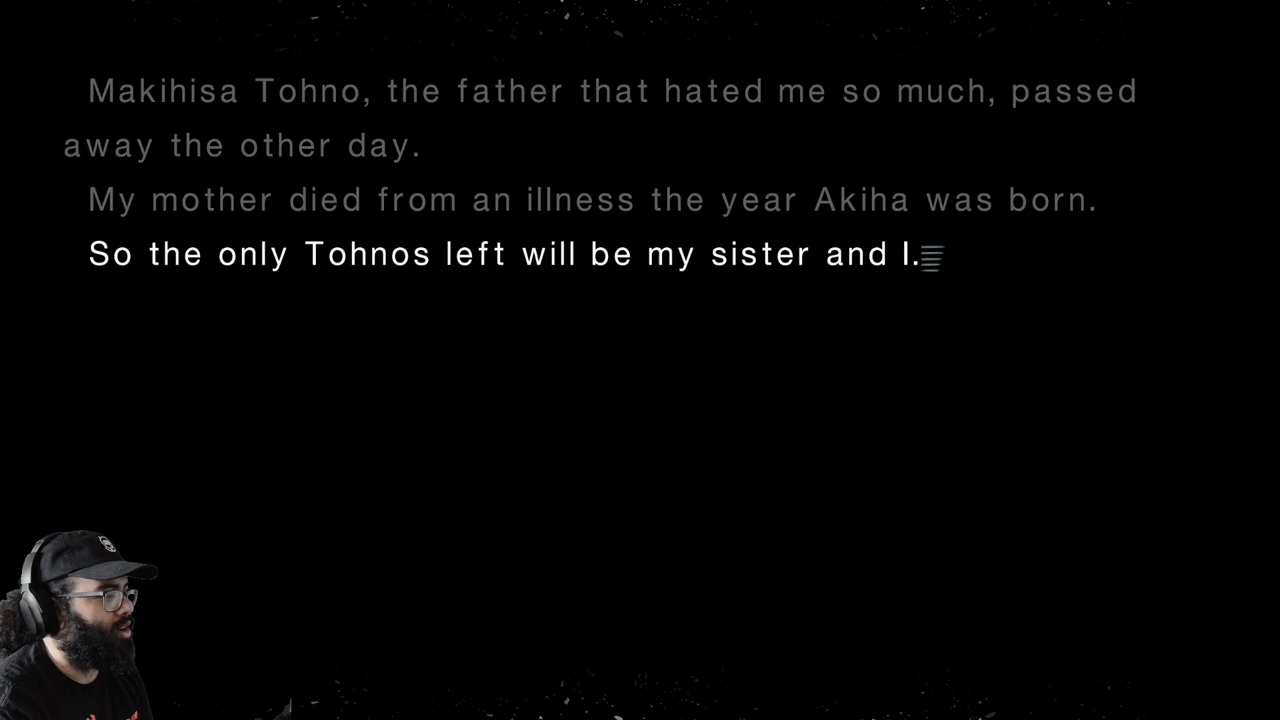 Makihisa Tohno, the father that hated me so much, passed
away the other day.
My mother died from an illness the year Akiha was born.
So the only Tohnos left will be my sister and I.